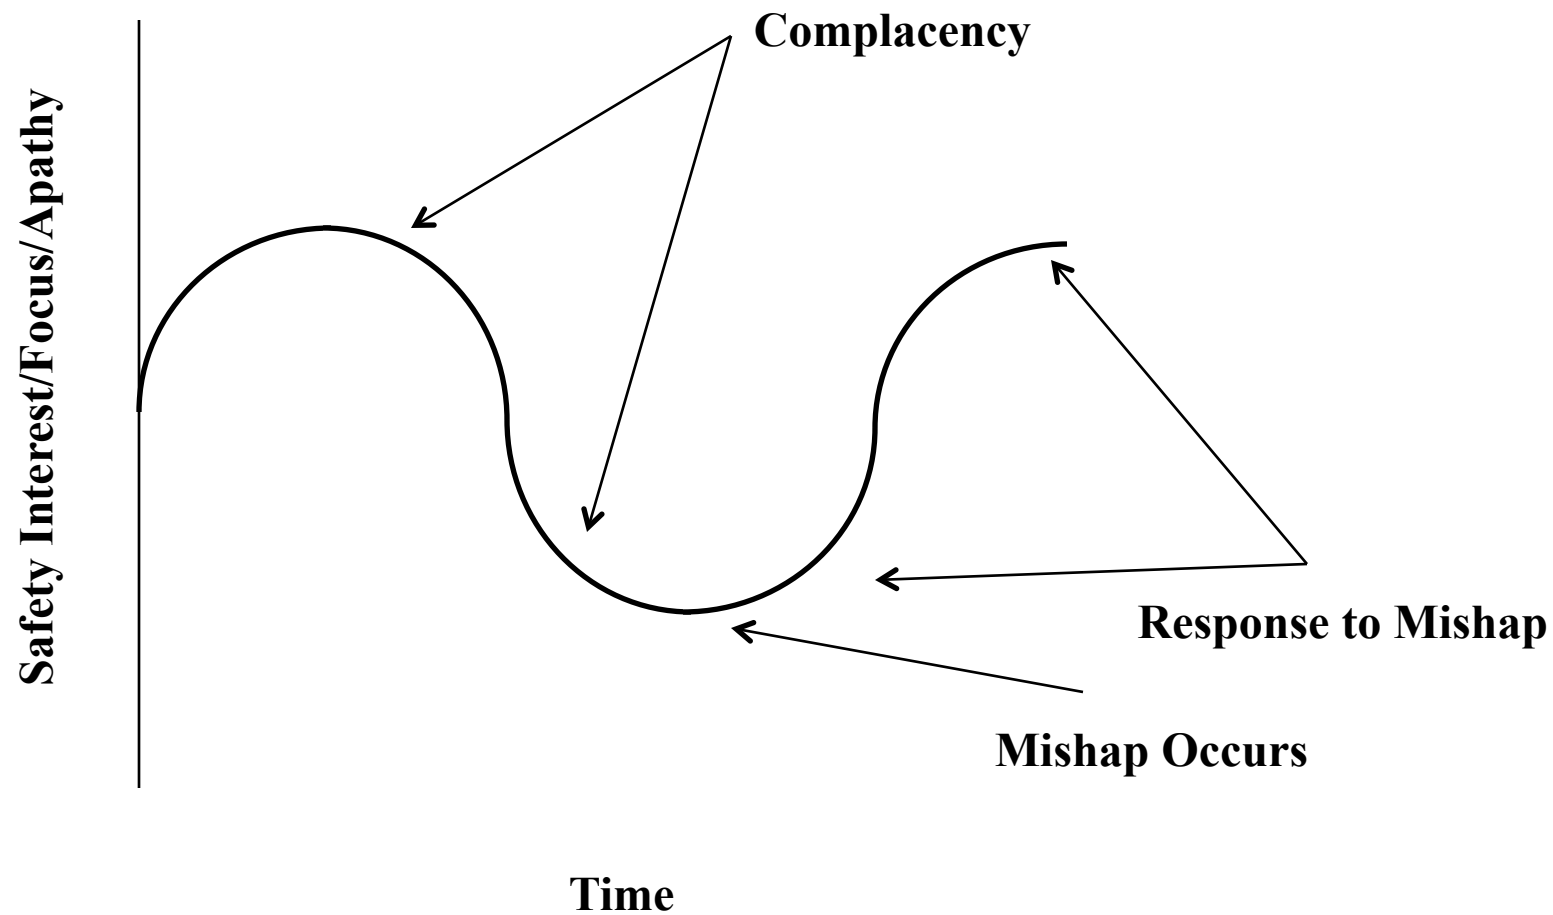 Complacency
Safety Interest/Focus/Apathy
Response to Mishap
Mishap Occurs
Time